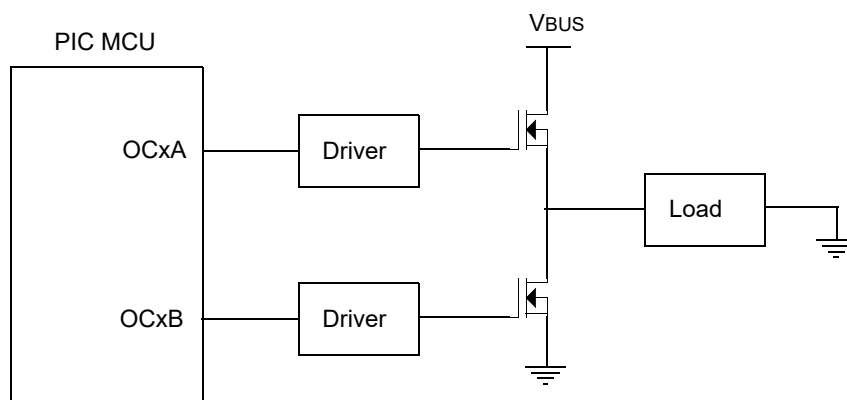 VBUS
PIC MCU
OCxA
Driver
Load
OCxB
Driver